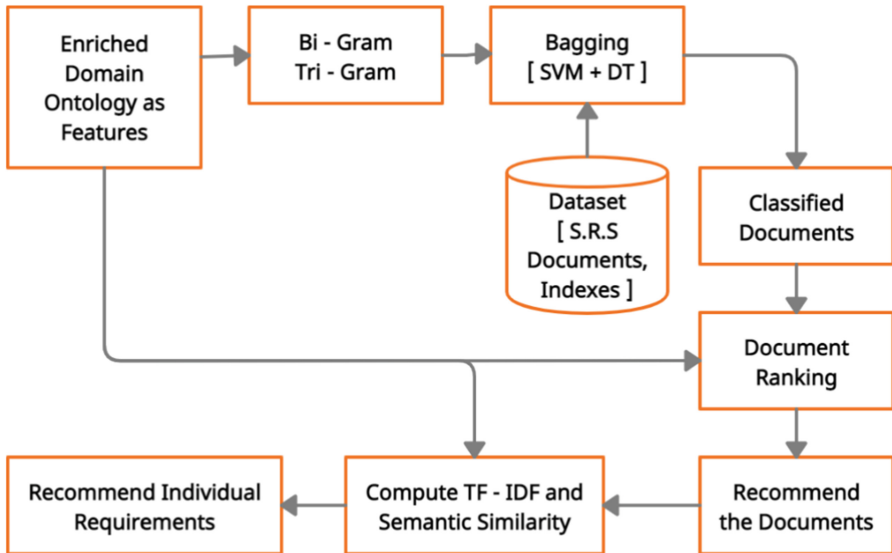 Enriched
Domain
Ontology as
Features
Bi - Gram
Tri - Gram
Bagging
[ SVM + DT ]
Dataset
[ S.R.S
Documents,
Indexes ]
Classified
Documents
Document
Ranking
Recommend
the Documents
Compute TF - IDF and
Semantic Similarity
Recommend Individual
Requirements